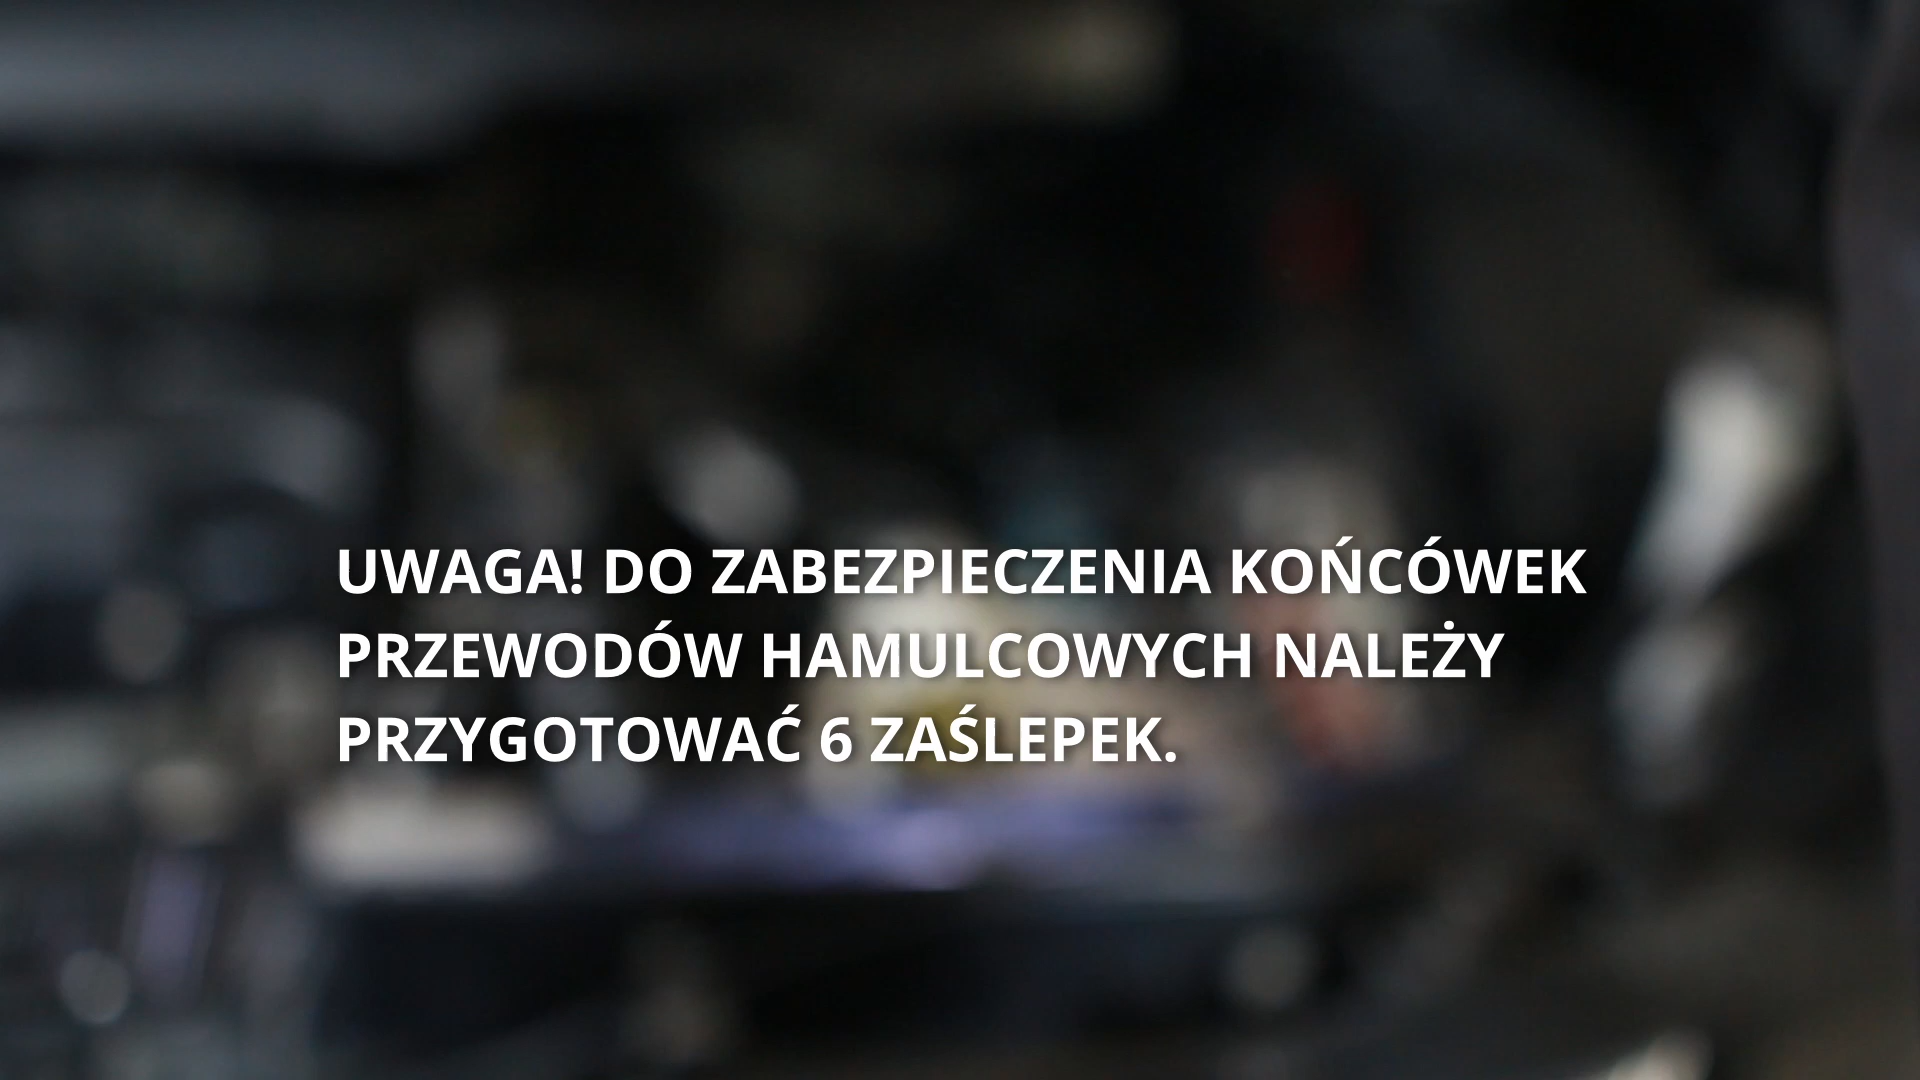 UWAGA! DO ZABEZPIECZENIA KOŃCÓWEK
PRZEWODÓW HAMULCOWYCH NALEŻY
PRZYGOTOWAĆ 6 ZAŚLEPEK.